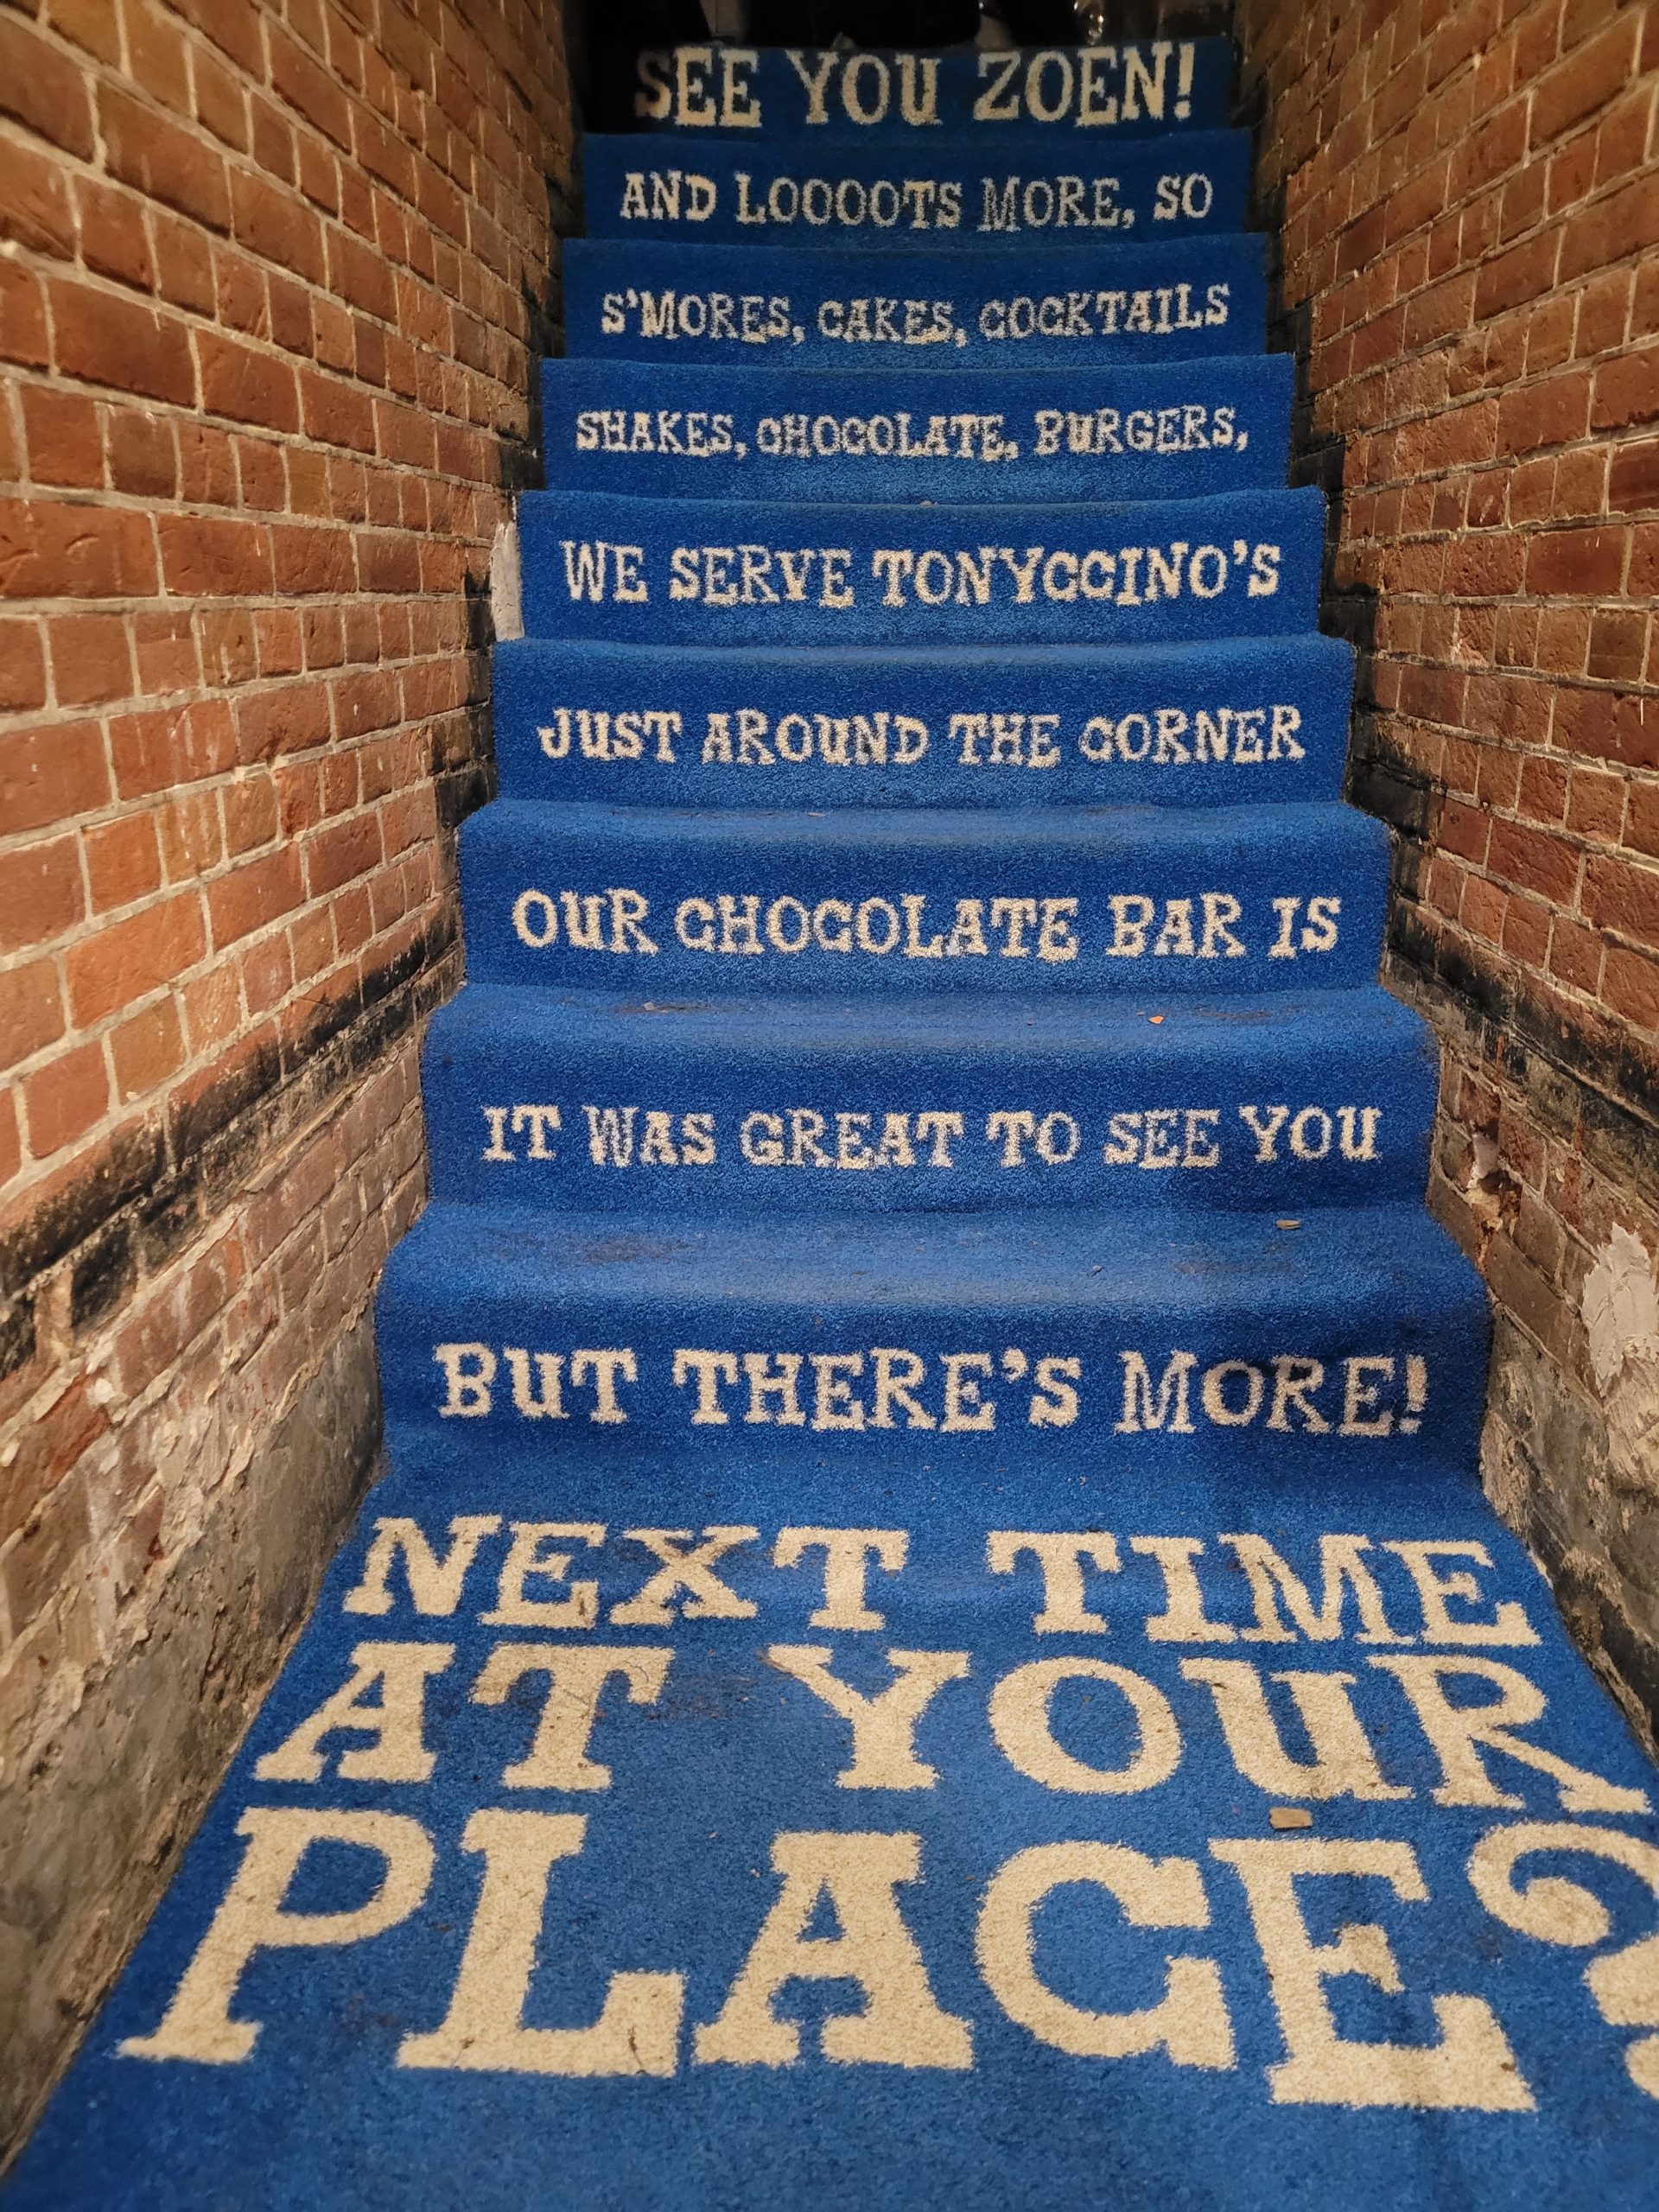 NEXT TIME
AT YOUR
PLACE?
BUT THERE'S MORE!
IT WAS GREAT TO SEE YOU
OUR CHOCOLATE BAR IS
JUST AROUND THE CORNER
WE SERVE TONYCCINO'S
SHAKES, CHOCOLATE, BURGERS,
S'MORES, CAKES, COCKTAILS
AND LOOOOTS MORE, SO
SEE YOU ZOEN!